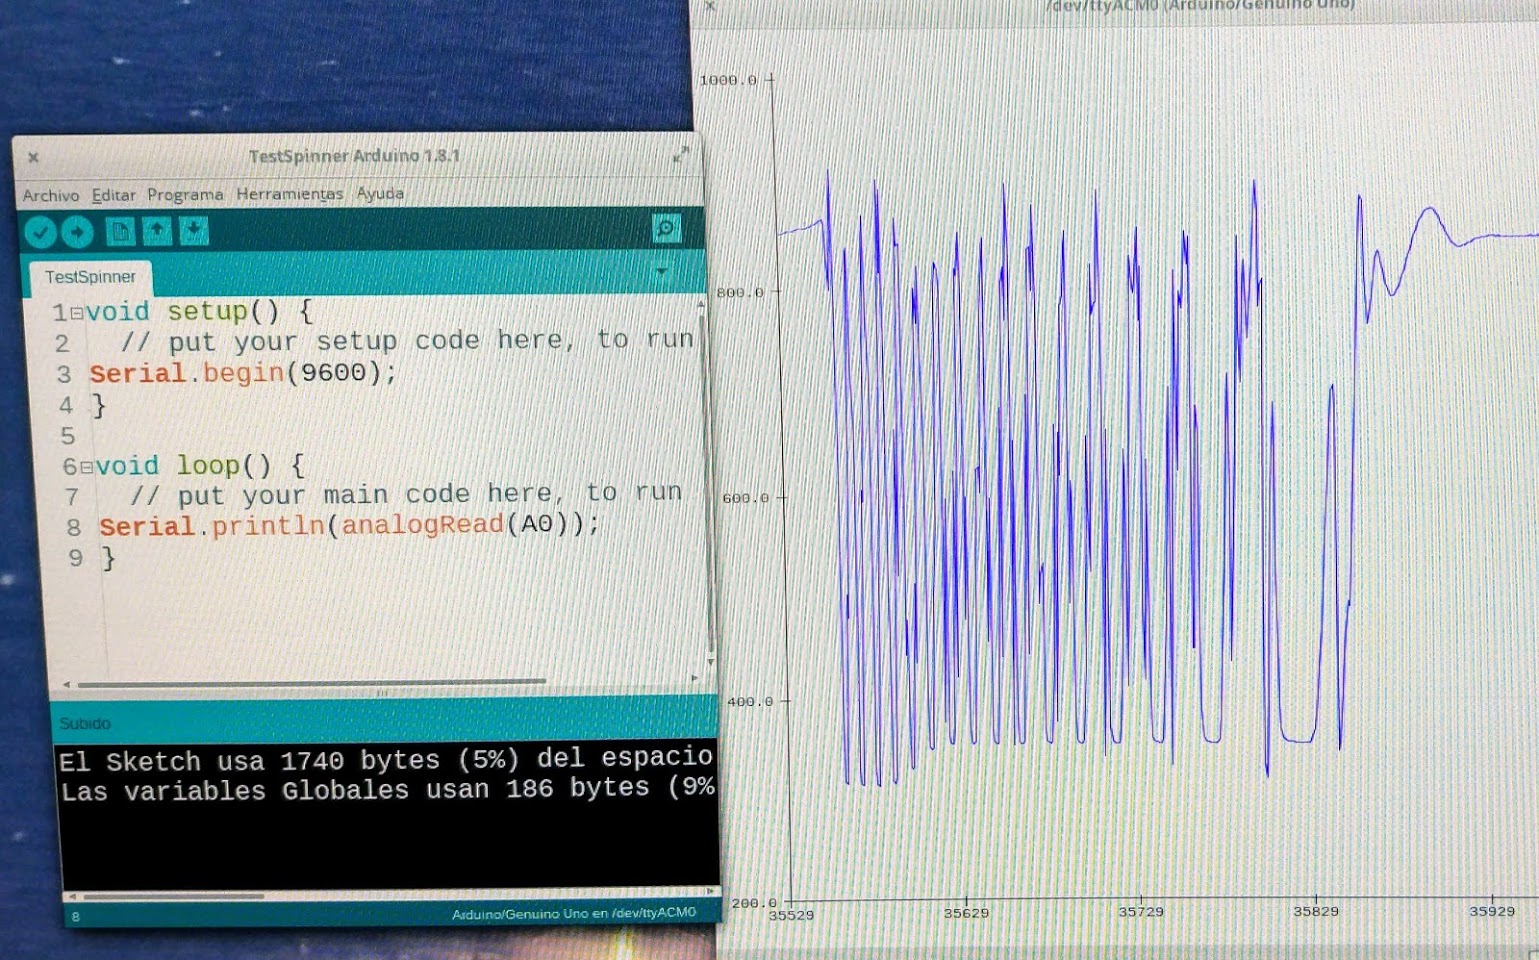 /dev/ttyACM0 (Arduino/Genuino Uno)
TestSpinner Arduino 1.8.1
Archivo Editar Programa Herramientas Ayuda
TestSpinner
1 void setup() {
2 // put your setup code here, to run
3 Serial.begin(9600);
4 }
5
6 void loop() {
7 // put your main code here, to run
8 Serial.println(analogRead(A0));
9 }
Subido
El Sketch usa 1740 bytes (5%) del espacio
Las variables Globales usan 186 bytes (9%
8 Arduino/Genuino Uno en /dev/ttyACM0
1000.0
800.0
600.0
400.0
200.0
35529 35629 35729 35829 35929